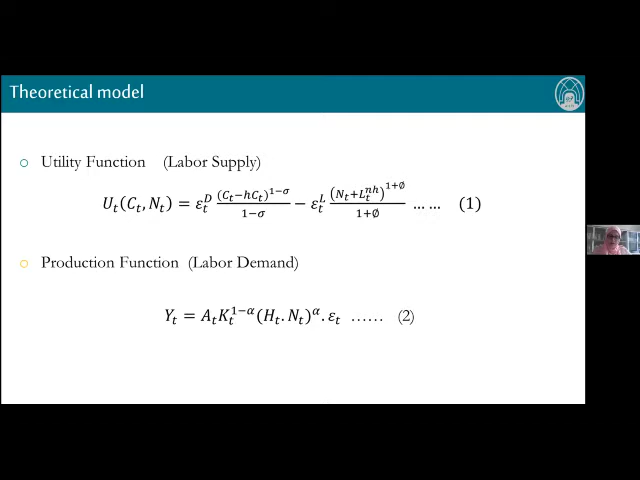 Theoretical model
Utility Function (Labor Supply)
U_t(C_t, N_t) = ε_t^D (C_t−hC_t)^{1−σ} / 1−σ − ε_t^L (N_t+L_t^{nh})^{1+∅} / 1+∅ … … (1)
Production Function (Labor Demand)
Y_t = A_t K_t^{1−α} (H_t. N_t)^α. ε_t …… (2)